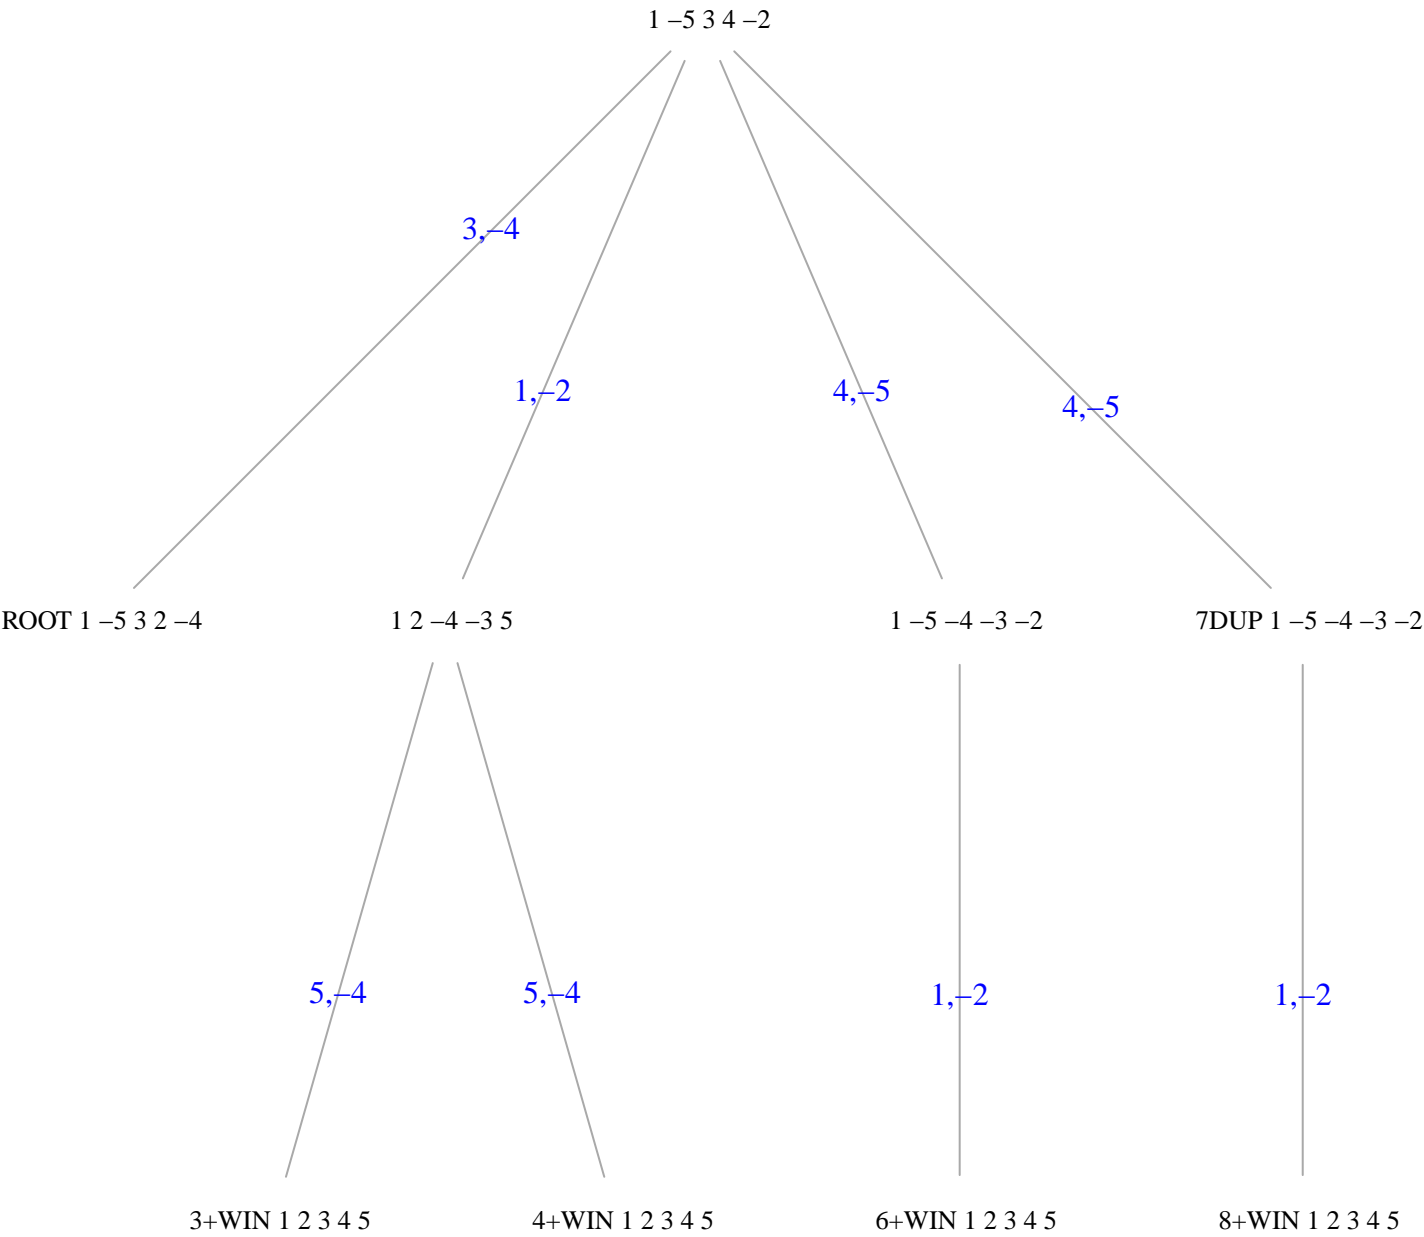 1 –5 3 4 –2
3,–4
1,–2
4,–5
4,–5
ROOT 1 –5 3 2 –4
1 2 –4 –3 5
1 –5 –4 –3 –2
7DUP 1 –5 –4 –3 –2
5,–4
5,–4
1,–2
1,–2
3+WIN 1 2 3 4 5
4+WIN 1 2 3 4 5
6+WIN 1 2 3 4 5
8+WIN 1 2 3 4 5